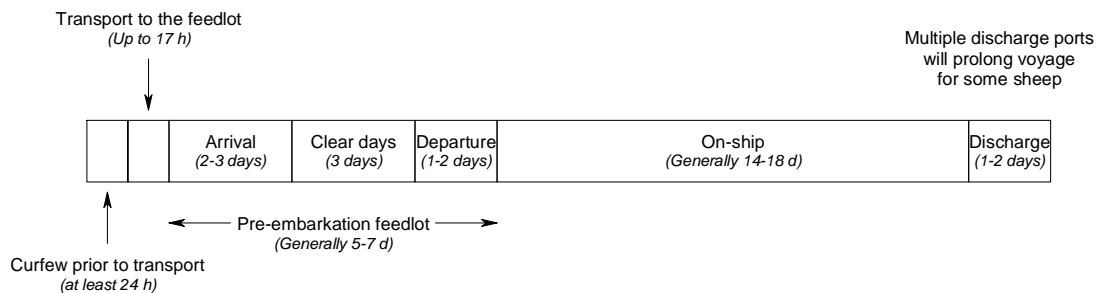 Transport to the feedlot
(Up to 17 h)
Multiple discharge ports
will prolong voyage
for some sheep
Arrival
(2-3 days)
Clear days
(3 days)
Departure
(1-2 days)
On-ship
(Generally 14-18 d)
Discharge
(1-2 days)
Pre-embarkation feedlot
(Generally 5-7 d)
Curfew prior to transport
(at least 24 h)